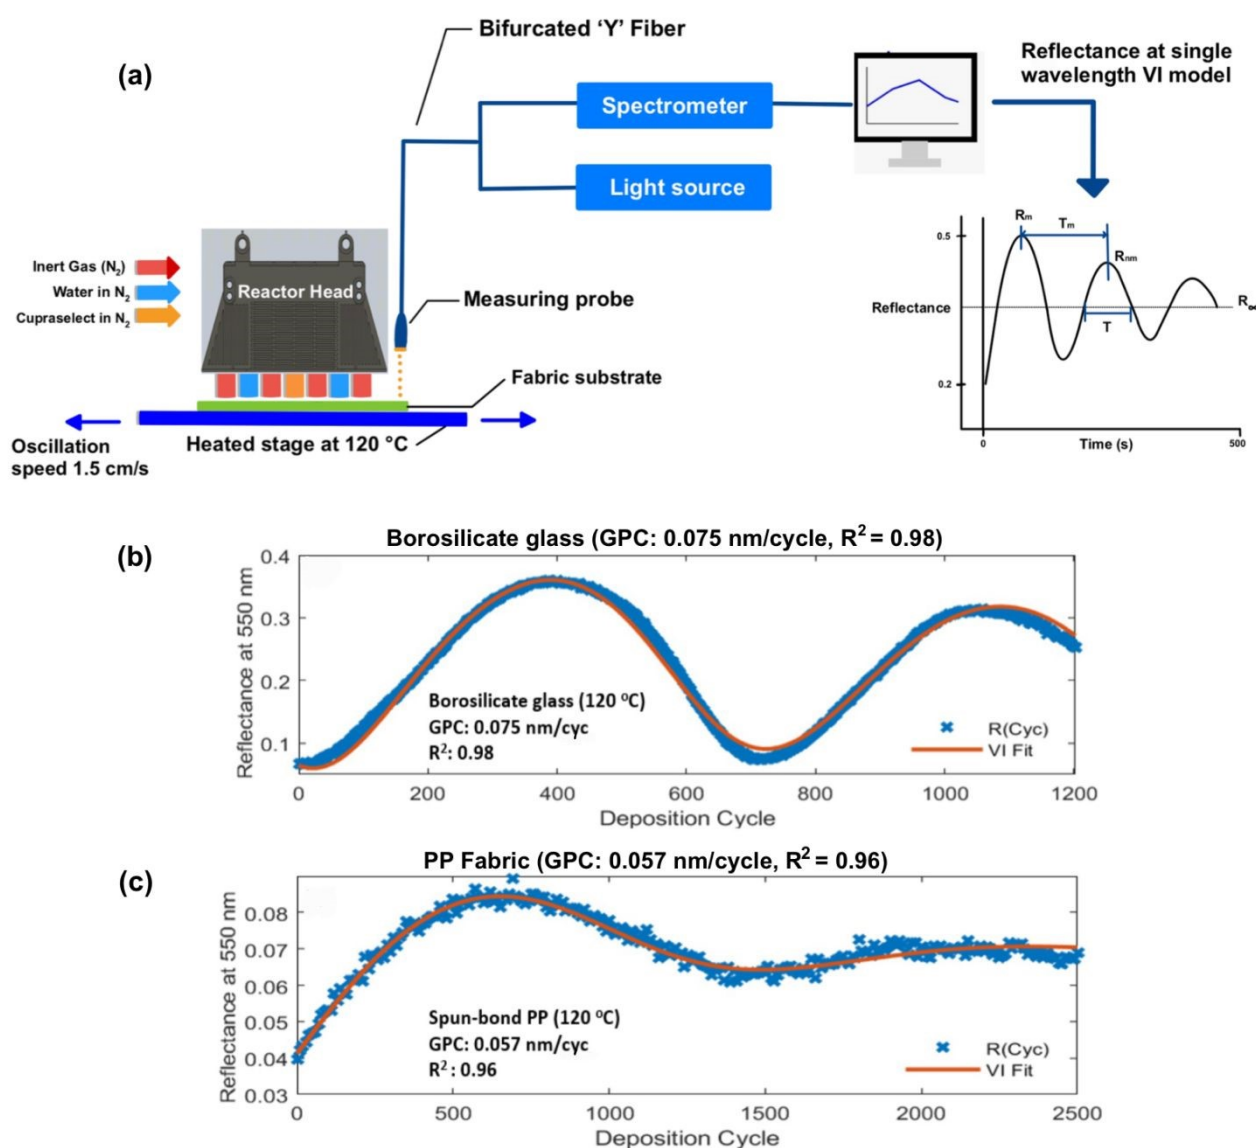 (a)
Bifurcated ‘Y’ Fiber
Spectrometer
Light source
Reflectance at single
wavelength VI model
Inert Gas (N₂)
Water in N₂
Cupraselect in N₂
Reactor Head
Measuring probe
Fabric substrate
Heated stage at 120 °C
Oscillation
speed 1.5 cm/s
Rₘ
Tₘ
Rₙₘ
0.5
Reflectance
R∞
T
0.2
0
Time (s)
500
(b)
Borosilicate glass (GPC: 0.075 nm/cycle, R² = 0.98)
Reflectance at 550 nm
0.4
0.3
0.2
0.1
Borosilicate glass (120 ºC)
GPC: 0.075 nm/cyc
R²: 0.98
R(Cyc)
VI Fit
0
200
400
600
800
1000
1200
Deposition Cycle
(c)
PP Fabric (GPC: 0.057 nm/cycle, R² = 0.96)
Reflectance at 550 nm
0.08
0.07
0.06
0.05
0.04
0.03
Spun-bond PP (120 ºC)
GPC: 0.057 nm/cyc
R²: 0.96
R(Cyc)
VI Fit
0
500
1000
1500
2000
2500
Deposition Cycle